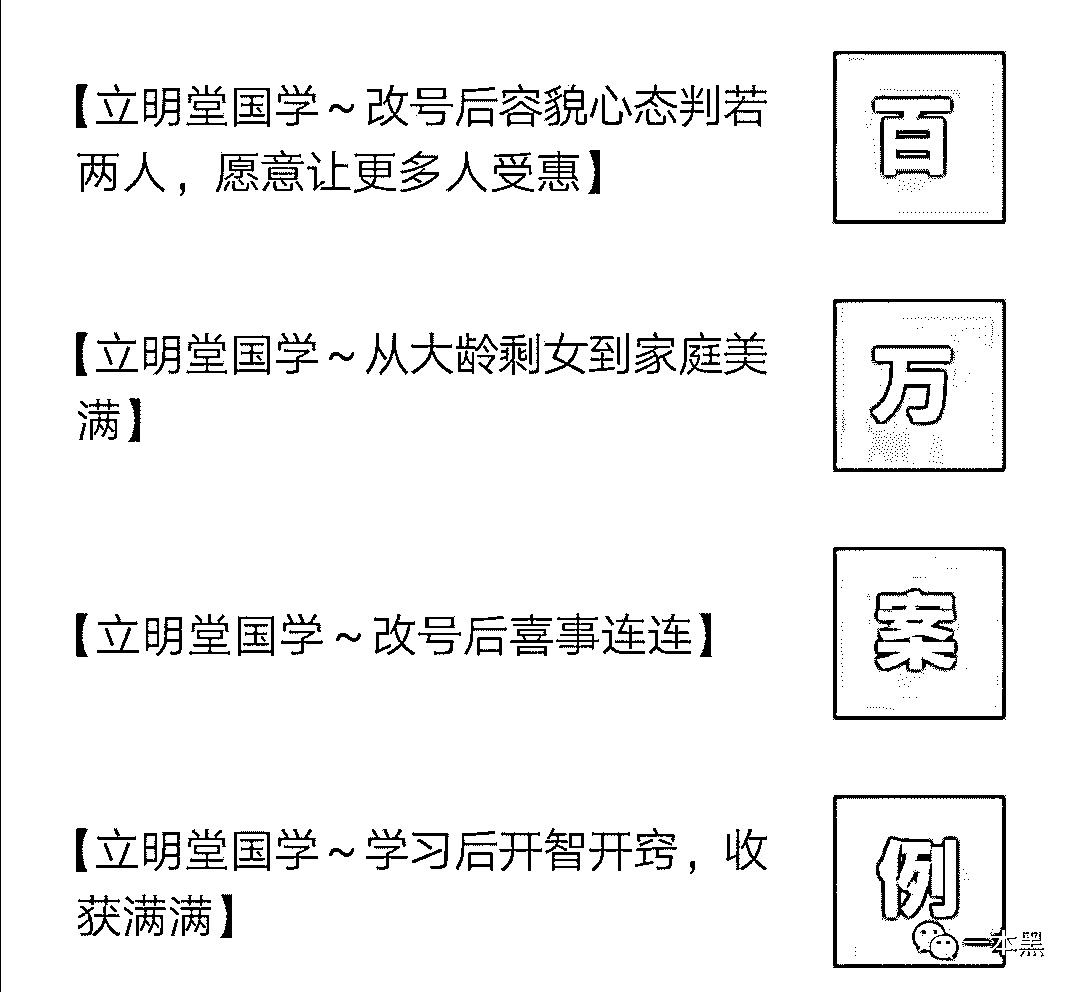 【立明堂国学~改号后容貌心态判若
两人，愿意让更多人受惠】
百
【立明堂国学~从大龄剩女到家庭美
满】
万
【立明堂国学~改号后喜事连连】
案
【立明堂国学~学习后开智开窍，收
获满满】
例
一本黑